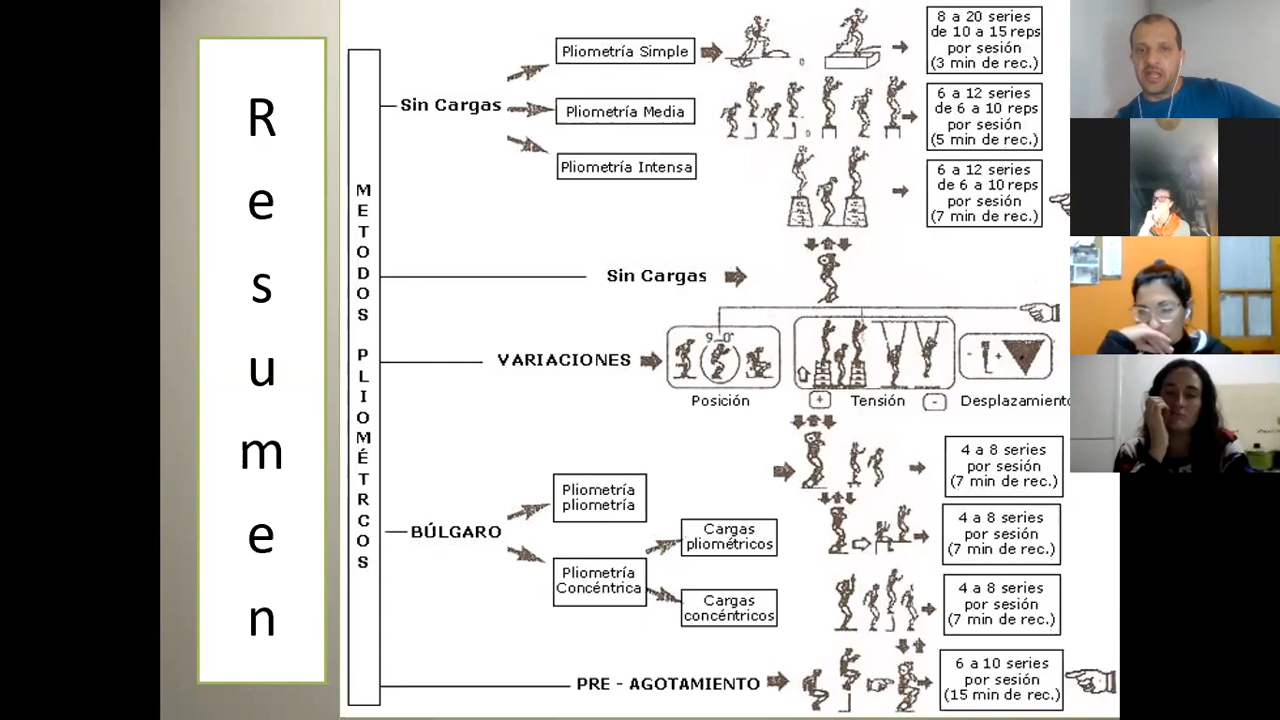 Resumen
METODOS PLIOMÉTRCOS
Sin Cargas
Pliometría Simple
8 a 20 series
de 10 a 15 reps
por sesión
(3 min de rec.)
Pliometría Media
6 a 12 series
de 6 a 10 reps
por sesión
(5 min de rec.)
Pliometría Intensa
6 a 12 series
de 6 a 10 reps
por sesión
(7 min de rec.)
Sin Cargas
VARIACIONES
Posición
+ Tensión -
Desplazamiento
BÚLGARO
Pliometría
pliometría
4 a 8 series
por sesión
(7 min de rec.)
Pliometría
Concéntrica
Cargas
pliométricos
4 a 8 series
por sesión
(7 min de rec.)
Cargas
concéntricos
4 a 8 series
por sesión
(7 min de rec.)
PRE - AGOTAMIENTO
6 a 10 series
por sesión
(15 min de rec.)